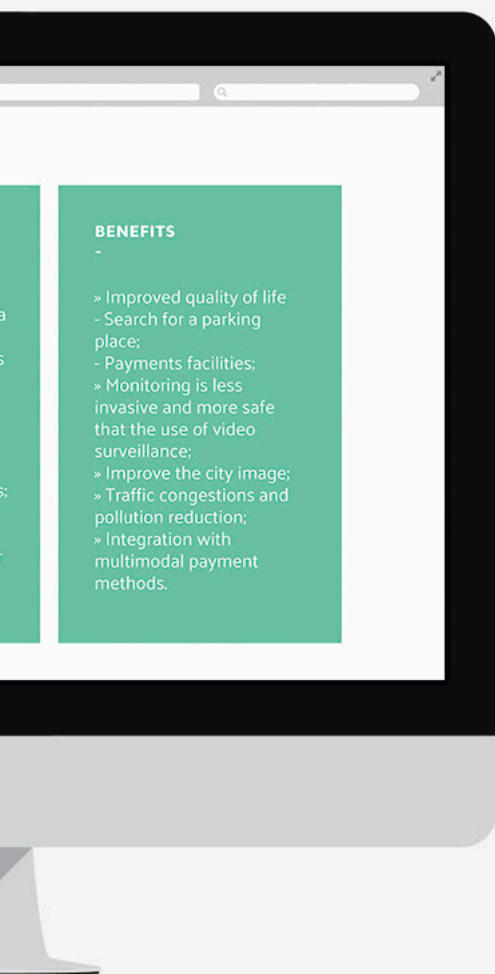 BENEFITS
-
» Improved quality of life
- Search for a parking
place;
- Payments facilities;
» Monitoring is less
invasive and more safe
that the use of video
surveillance;
» Improve the city image;
» Traffic congestions and
pollution reduction;
» Integration with
multimodal payment
methods.